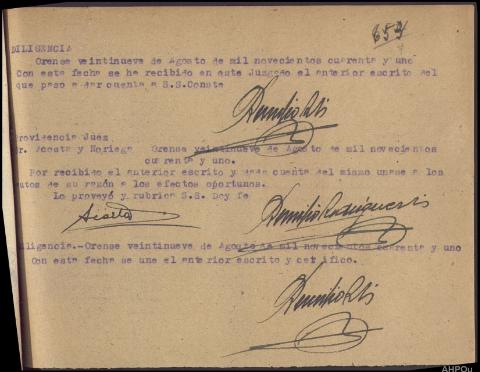 DILIGENCIA
Orense veintinueve de Agosto de mil novecientos cuarenta y uno
Con esta fecha se ha recibido en este Juzgado el anterior escrito del
que paso a dar cuenta a S.S. Conste
Providencia Juez
Sr. Acosta y Noriega Orense veintinueve de Agosto de mil novecientos
cuarenta y uno.
Por recibido el anterior escrito y dada cuenta del mismo unase a los
autos de su razón a los efectos oportunos.
Lo proveyó y rubrica S.S. Doy fe
Acosta
Diligencia.-Orense veintinueve de Agosto de mil novecientos cuarenta y uno
Con esta fecha se une el anterior escrito y certifico.
AHPOu